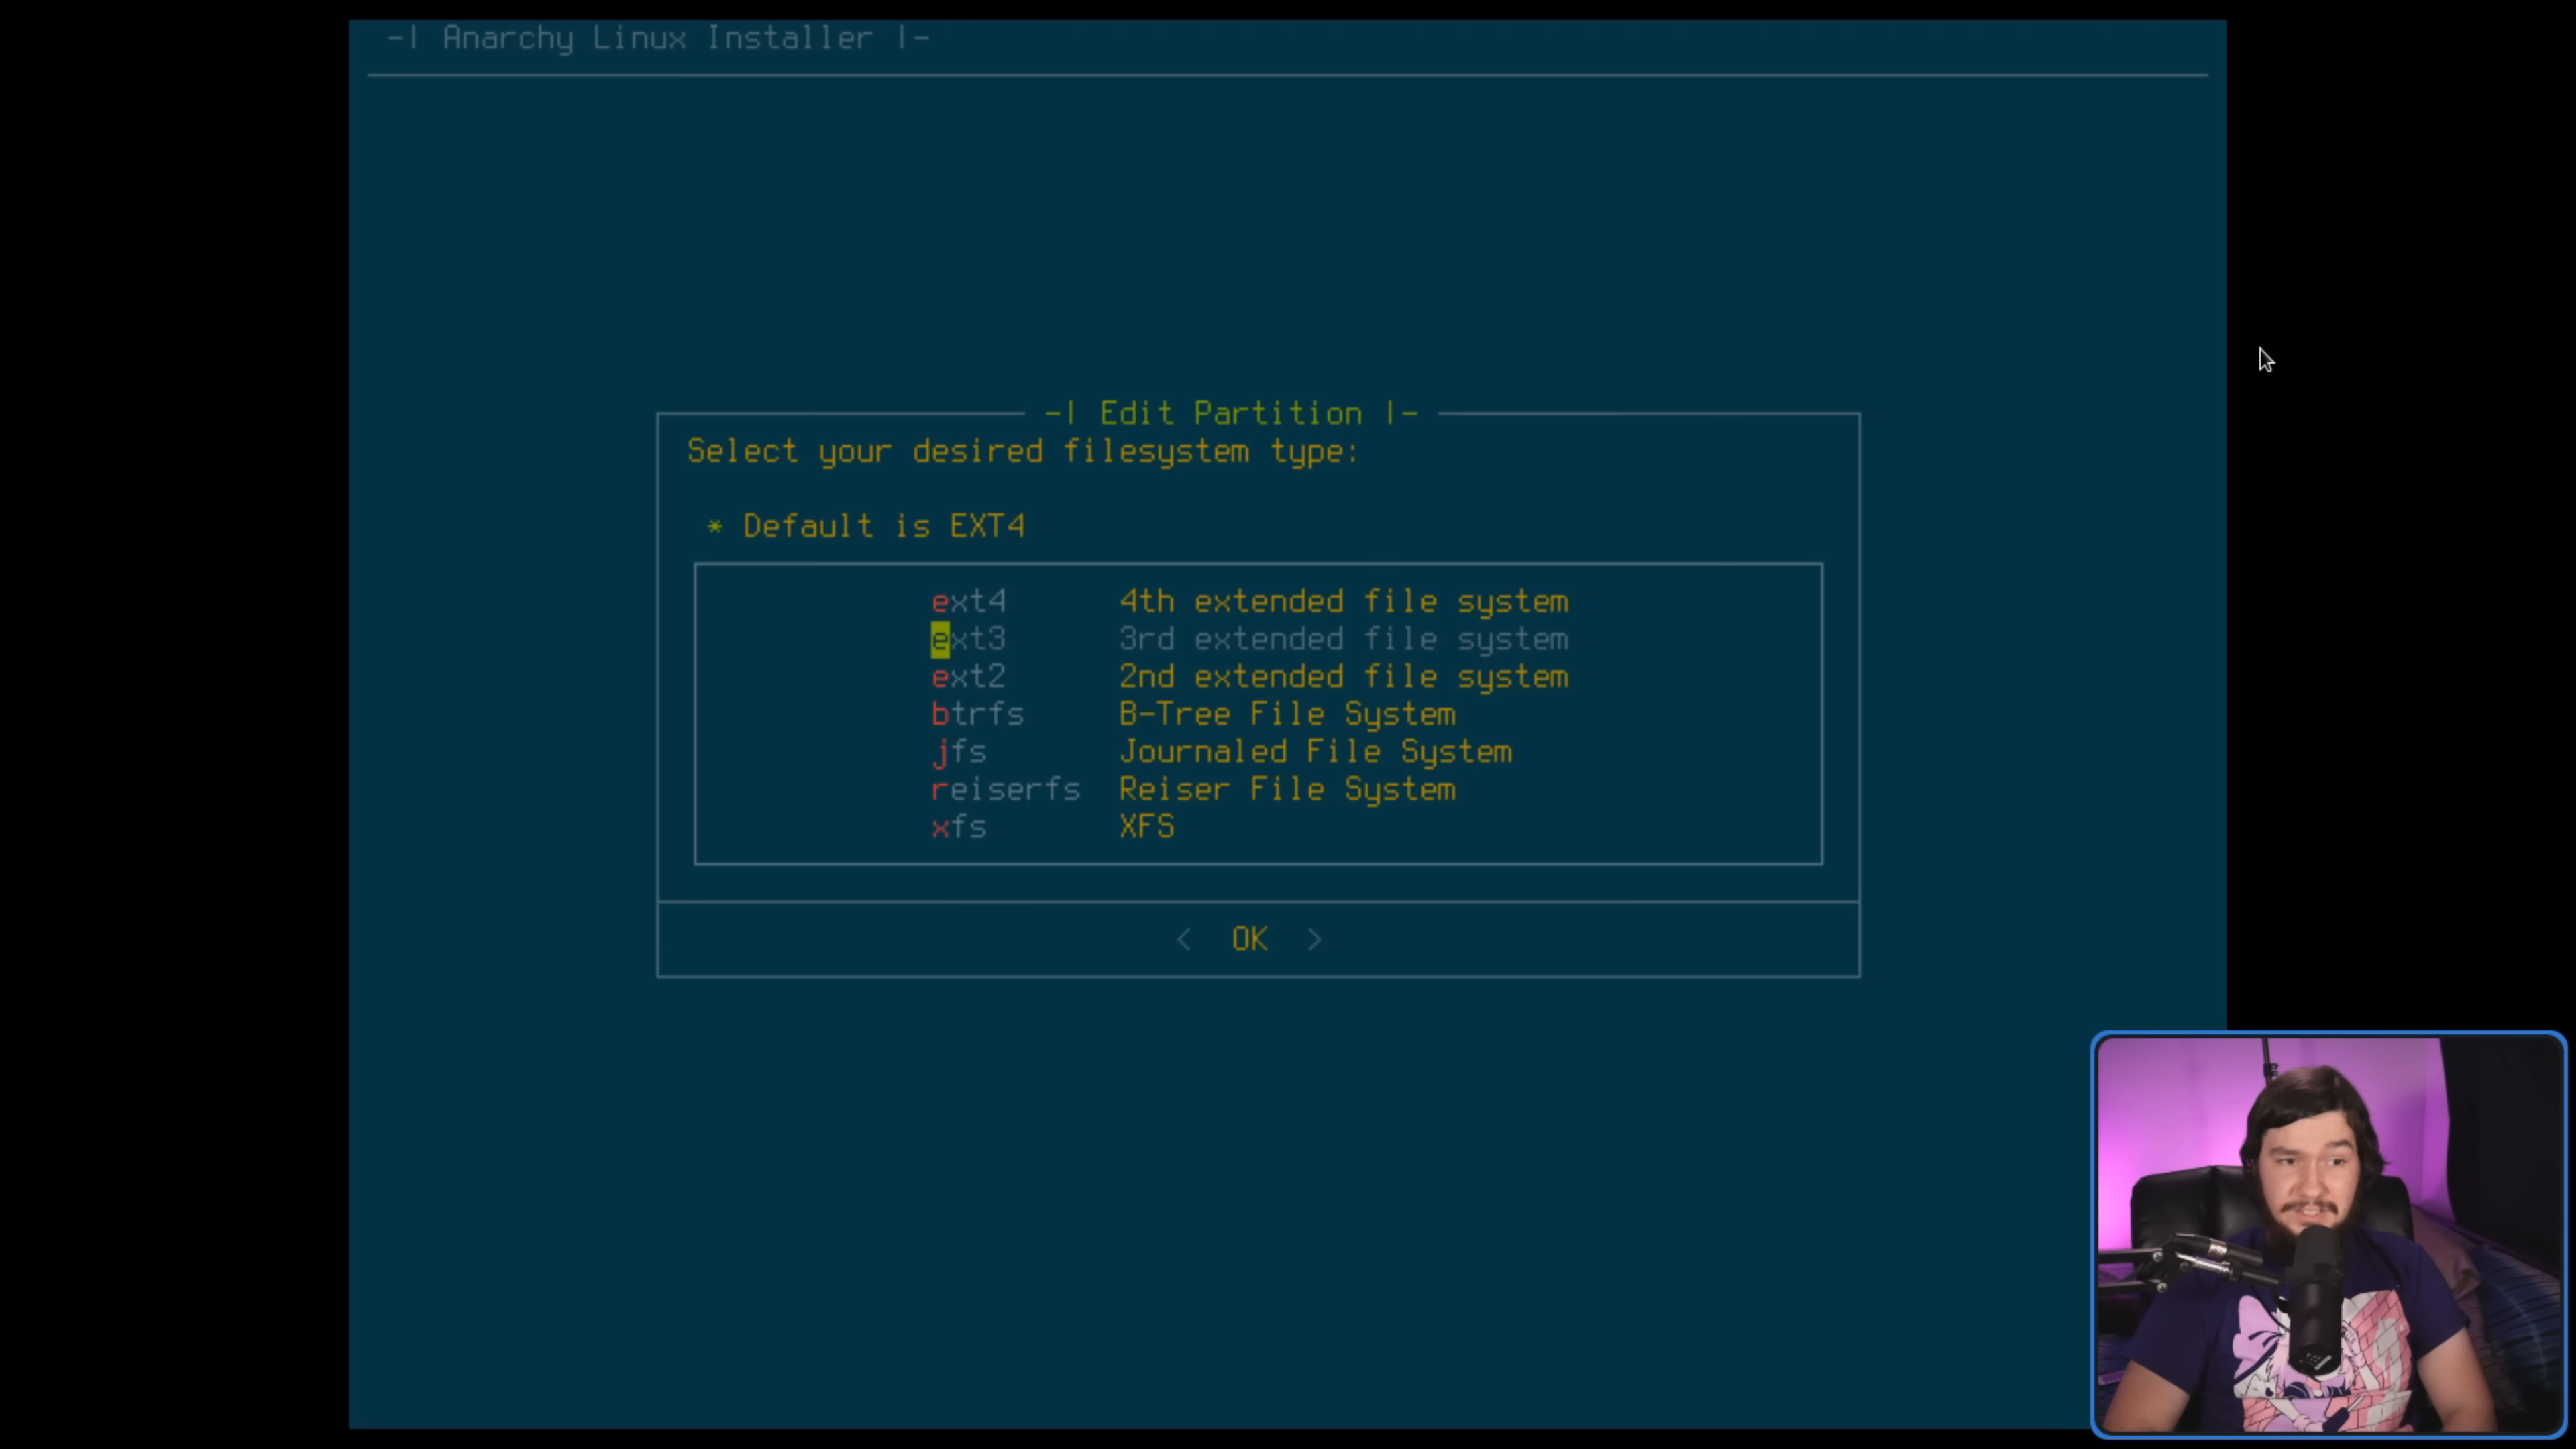 -| Anarchy Linux Installer |-
-| Edit Partition |-
Select your desired filesystem type:
* Default is EXT4
ext4 4th extended file system
ext3 3rd extended file system
ext2 2nd extended file system
btrfs B-Tree File System
jfs Journaled File System
reiserfs Reiser File System
xfs XFS
< OK >